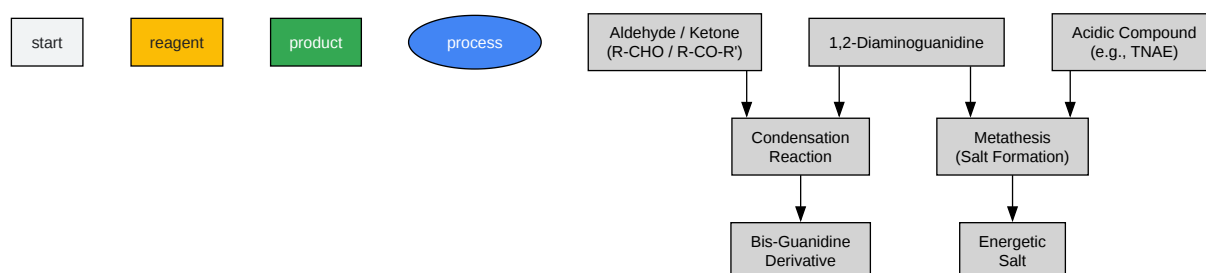 start
reagent
product
process
Aldehyde / Ketone
(R-CHO / R-CO-R')
1,2-Diaminoguanidine
Acidic Compound
(e.g., TNAE)
Condensation
Reaction
Metathesis
(Salt Formation)
Bis-Guanidine
Derivative
Energetic
Salt